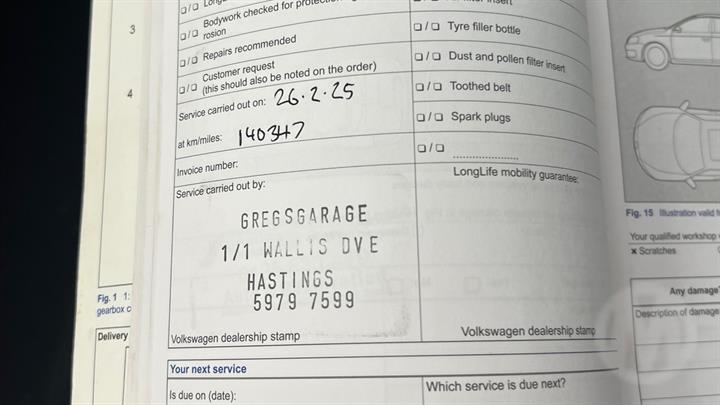 3
Bodywork checked for
rosion
Repairs recommended
4
Customer request
(this should also be noted on the order)
Service carried out on: 26.2.25
at km/miles: 140347
Invoice number:
Service carried out by:
GREGSGARAGE
1/1 WALLIS DVE
HASTINGS
5979 7599
Volkswagen dealership stamp
Tyre filler bottle
Dust and pollen filter insert
Toothed belt
Spark plugs
LongLife mobility guarantee:
Volkswagen dealership stamp
Your next service
Is due on (date):
Which service is due next?
Fig. 1 1:
gearbox c
Delivery
Fig. 15 Illustration valid
Your qualified workshop
x Scratches
Any damage
Description of damage